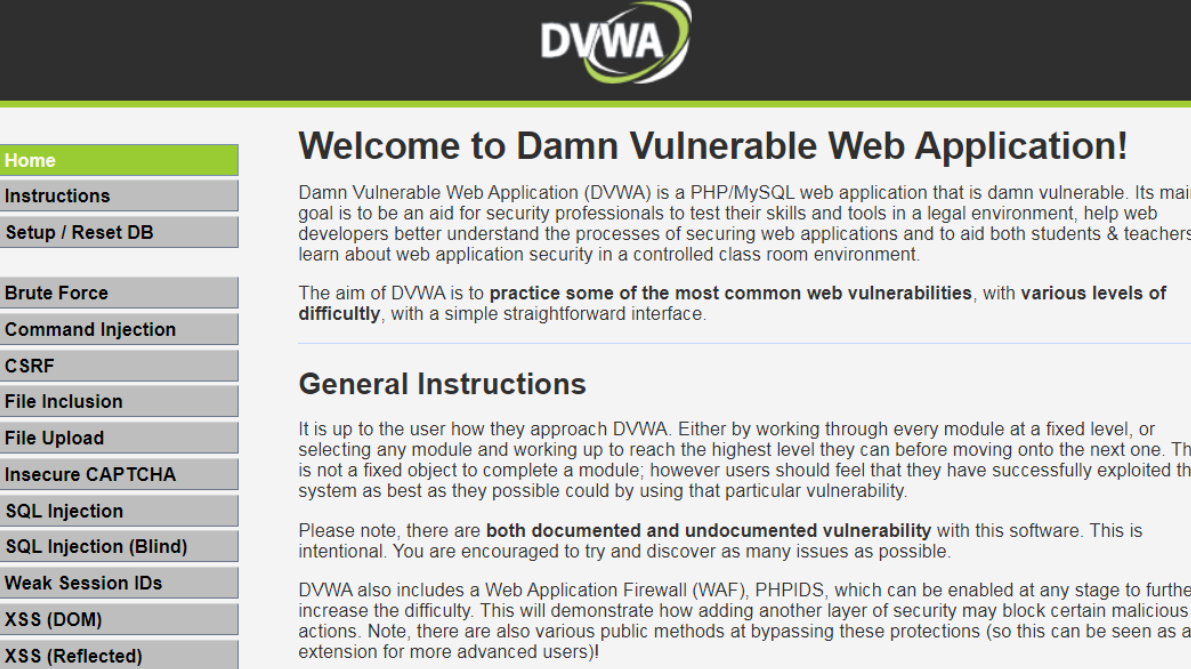 DVWA
Home
Instructions
Setup / Reset DB
Brute Force
Command Injection
CSRF
File Inclusion
File Upload
Insecure CAPTCHA
SQL Injection
SQL Injection (Blind)
Weak Session IDs
XSS (DOM)
XSS (Reflected)
Welcome to Damn Vulnerable Web Application!
Damn Vulnerable Web Application (DVWA) is a PHP/MySQL web application that is damn vulnerable. Its mai
goal is to be an aid for security professionals to test their skills and tools in a legal environment, help web
developers better understand the processes of securing web applications and to aid both students & teachers
learn about web application security in a controlled class room environment.
The aim of DVWA is to practice some of the most common web vulnerabilities, with various levels of
difficultly, with a simple straightforward interface.
General Instructions
It is up to the user how they approach DVWA. Either by working through every module at a fixed level, or
selecting any module and working up to reach the highest level they can before moving onto the next one. Th
is not a fixed object to complete a module; however users should feel that they have successfully exploited th
system as best as they possible could by using that particular vulnerability.
Please note, there are both documented and undocumented vulnerability with this software. This is
intentional. You are encouraged to try and discover as many issues as possible.
DVWA also includes a Web Application Firewall (WAF), PHPIDS, which can be enabled at any stage to furthe
increase the difficulty. This will demonstrate how adding another layer of security may block certain malicious
actions. Note, there are also various public methods at bypassing these protections (so this can be seen as a
extension for more advanced users)!